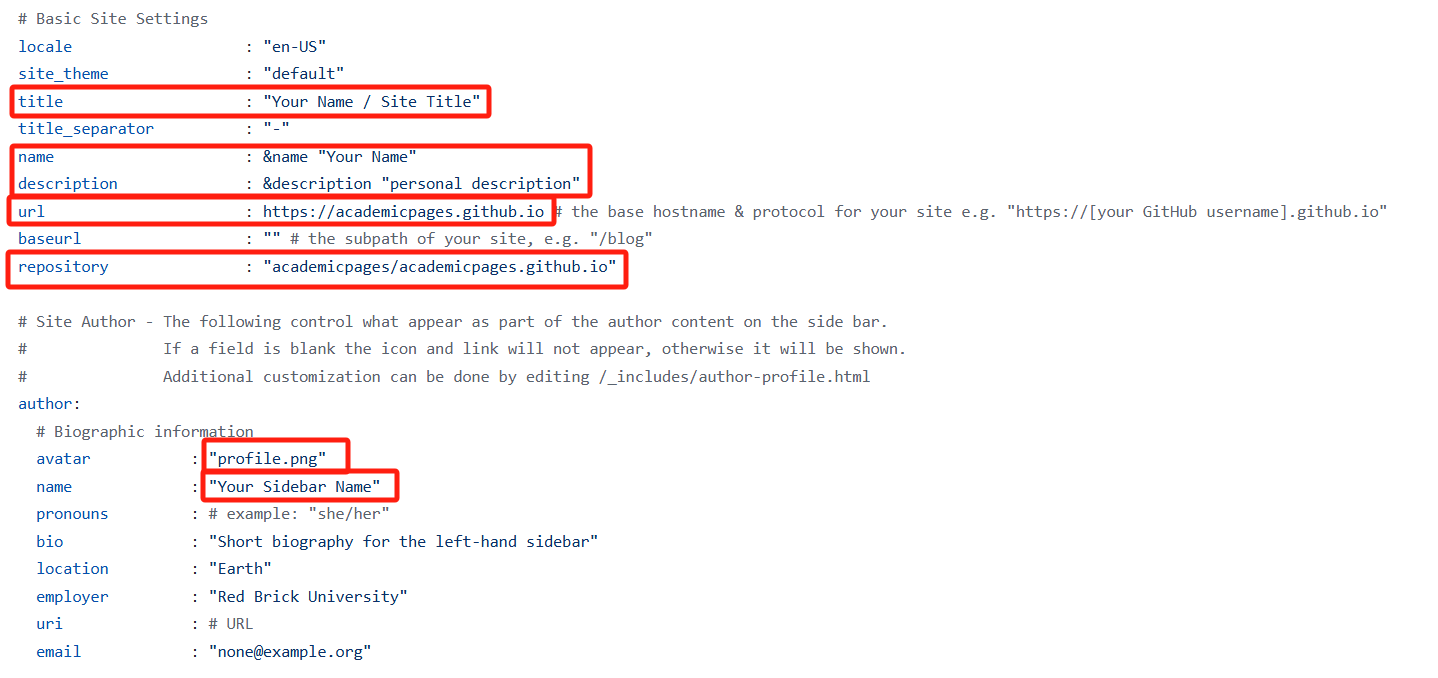 # Basic Site Settings
locale : "en-US"
site_theme : "default"
title : "Your Name / Site Title"
title_separator : "-"
name : &name "Your Name"
description : &description "personal description"
url : https://academicpages.github.io # the base hostname & protocol for your site e.g. "https://[your GitHub username].github.io"
baseurl : "" # the subpath of your site, e.g. "/blog"
repository : "academicpages/academicpages.github.io"
# Site Author - The following control what appear as part of the author content on the side bar.
# If a field is blank the icon and link will not appear, otherwise it will be shown.
# Additional customization can be done by editing /_includes/author-profile.html
author:
# Biographic information
avatar : "profile.png"
name : "Your Sidebar Name"
pronouns : # example: "she/her"
bio : "Short biography for the left-hand sidebar"
location : "Earth"
employer : "Red Brick University"
uri : # URL
email : "none@example.org"